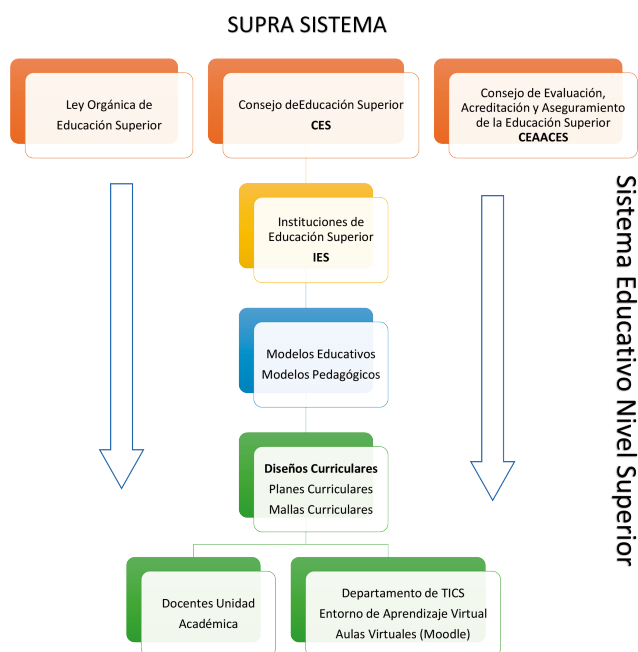 SUPRA SISTEMA
Ley Orgánica de
Educación Superior
Consejo deEducación Superior
CES
Consejo de Evaluación,
Acreditación y Aseguramiento
de la Educación Superior
CEAACES
Sistema Educativo Nivel Superior
Instituciones de
Educación Superior
IES
Modelos Educativos
Modelos Pedagógicos
Diseños Curriculares
Planes Curriculares
Mallas Curriculares
Docentes Unidad
Académica
Departamento de TICS
Entorno de Aprendizaje Virtual
Aulas Virtuales (Moodle)